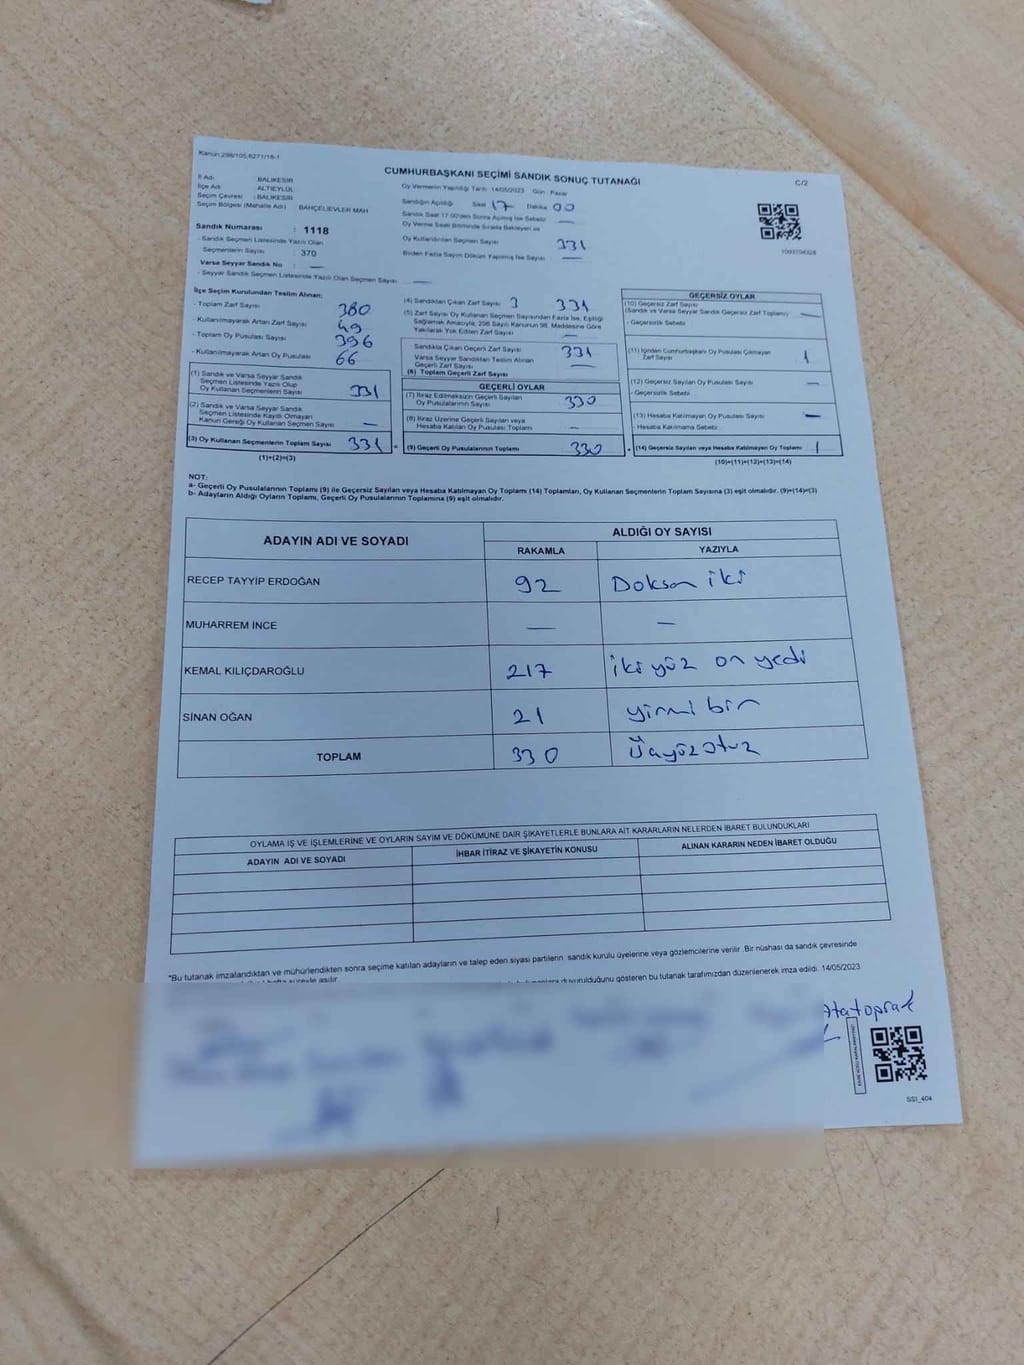 Kanun:298/105,6271/18-1
CUMHURBAŞKANI SEÇİMİ SANDIK SONUÇ TUTANAĞI
C/2
İl Adı : BALIKESİR
İlçe Adı : ALTIEYLÜL
Seçim Çevresi : BALIKESİR
Seçim Bölgesi (Mahalle Adı) BAHÇELİEVLER MAH
Sandık Numarası : 1118
- Sandık Seçmen Listesinde Yazılı Olan
Seçmenlerin Sayısı : 370
Varsa Seyyar Sandık No : —
- Seyyar Sandık Seçmen Listesinde Yazılı Olan Seçmen Sayısı : —
Oy Vermenin Yapıldığı Tarih :14/05/2023 Gün : Pazar
Sandığın Açıldığı Saat 17 Dakika 00
Sandık Saat 17:00'den Sonra Açılmış İse Sebebi —
Oy Verme Saati Bitiminde Sırada Bekleyen ve
Oy Kullandırılan Seçmen Sayısı 331
Birden Fazla Sayım Döküm Yapılmış İse Sayısı —
1093704328
İlçe Seçim Kurulundan Teslim Alınan;
- Toplam Zarf Sayısı 380
- Kullanılmayarak Artan Zarf Sayısı 49
- Toplam Oy Pusulası Sayısı 396
- Kullanılmayarak Artan Oy Pusulası 66
(1) Sandık ve Varsa Seyyar Sandık
Seçmen Listesinde Yazılı Olup
Oy Kullanan Seçmenlerin Sayısı 331
(2) Sandık ve Varsa Seyyar Sandık
Seçmen Listesinde Kayıtlı Olmayan
Kanun Gereği Oy Kullanan Seçmen Sayısı —
(3) Oy Kullanan Seçmenlerin Toplam Sayısı 331
(1)+(2)=(3)
(4) Sandıktan Çıkan Zarf Sayısı 3 331
(5) Zarf Sayısı Oy Kullanan Seçmen Sayısından Fazla İse, Eşitliği
Sağlamak Amacıyla, 298 Sayılı Kanunun 98. Maddesine Göre
Yakılarak Yok Edilen Zarf Sayısı —
Sandıkta Çıkan Geçerli Zarf Sayısı 331
Varsa Seyyar Sandıktan Teslim Alınan
Geçerli Zarf Sayısı —
(6) Toplam Geçerli Zarf Sayısı
GEÇERLİ OYLAR
(7) İtiraz Edilmeksizin Geçerli Sayılan
Oy Pusulalarının Sayısı 330
(8) İtiraz Üzerine Geçerli Sayılan veya
Hesaba Katılan Oy Pusulası Toplamı —
(9) Geçerli Oy Pusulalarının Toplamı 330
GEÇERSİZ OYLAR
(10) Geçersiz Zarf Sayısı
(Sandık ve Varsa Seyyar Sandık Geçersiz Zarf Toplamı) —
- Geçersizlik Sebebi
(11) İçinden Cumhurbaşkanı Oy Pusulası Çıkmayan
Zarf Sayısı 1
(12) Geçersiz Sayılan Oy Pusulası Sayısı —
- Geçersizlik Sebebi
(13) Hesaba Katılmayan Oy Pusulası Sayısı —
- Hesaba Katılmama Sebebi
(14) Geçersiz Sayılan veya Hesaba Katılmayan Oy Toplamı 1
(10)+(11)+(12)+(13)=(14)
NOT:
a- Geçerli Oy Pusulalarının Toplamı (9) ile Geçersiz Sayılan veya Hesaba Katılmayan Oy Toplamı (14) Toplamları, Oy Kullanan Seçmenlerin Toplam Sayısına (3) eşit olmalıdır. (9)+(14)=(3)
b- Adayların Aldığı Oyların Toplamı, Geçerli Oy Pusulalarının Toplamına (9) eşit olmalıdır.
ADAYIN ADI VE SOYADI
ALDIĞI OY SAYISI
RAKAMLA YAZIYLA
RECEP TAYYİP ERDOĞAN 92 Doksan iki
MUHARREM İNCE — —
KEMAL KILIÇDAROĞLU 217 iki yüz on yedi
SİNAN OĞAN 21 yirmi bir
TOPLAM 330 Üçyüzotuz
OYLAMA İŞ VE İŞLEMLERİNE VE OYLARIN SAYIM VE DÖKÜMÜNE DAİR ŞİKAYETLERLE BUNLARA AİT KARARLARIN NELERDEN İBARET BULUNDUKLARI
ADAYIN ADI VE SOYADI İHBAR İTİRAZ VE ŞİKAYETİN KONUSU ALINAN KARARIN NEDEN İBARET OLDUĞU
*Bu tutanak imzalandıktan ve mühürlendikten sonra seçime katılan adayların ve talep eden siyasi partilerin sandık kurulu üyelerine veya gözlemcilerine verilir .Bir nüshası da sandık çevresinde
duyurulduğunu gösteren bu tutanak tarafımızdan düzenlenerek imza edildi. 14/05/2023
Atatoprak
SSI_404